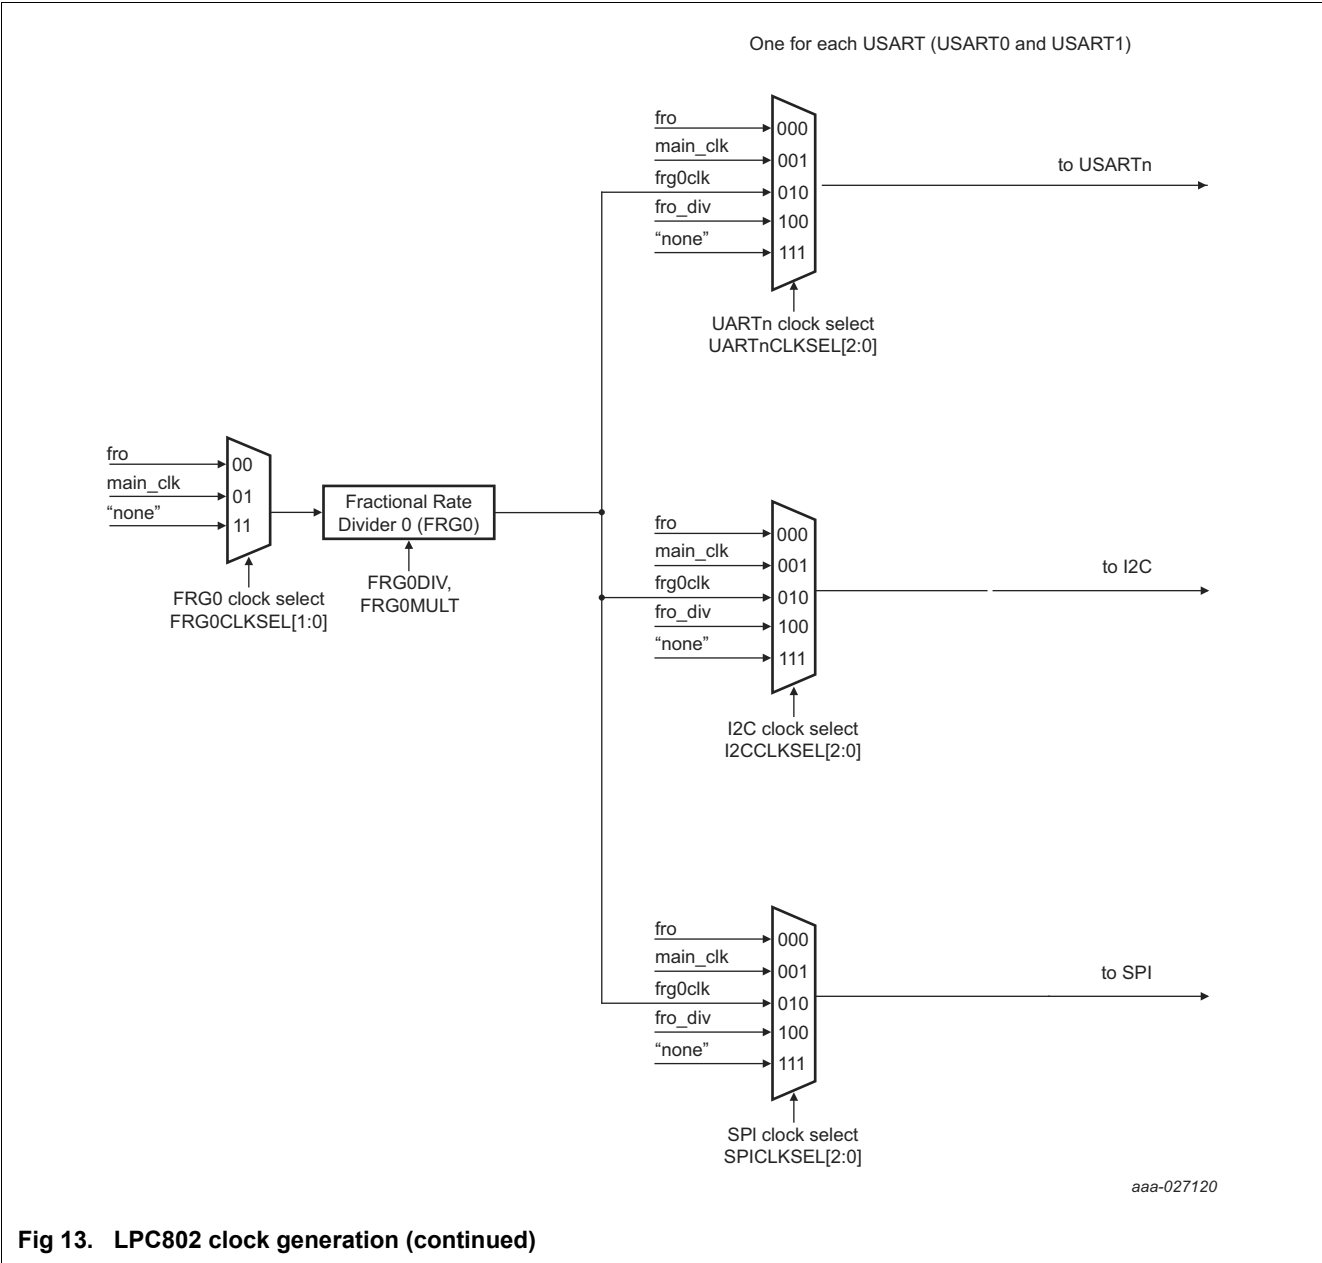 One for each USART (USART0 and USART1)
fro
000
main_clk
001
frg0clk
010
fro_div
100
“none”
111
to USARTn
UARTn clock select
UARTnCLKSEL[2:0]
fro
00
main_clk
01
“none”
11
FRG0 clock select
FRG0CLKSEL[1:0]
Fractional Rate
Divider 0 (FRG0)
FRG0DIV,
FRG0MULT
fro
000
main_clk
001
frg0clk
010
fro_div
100
“none”
111
to I2C
I2C clock select
I2CCLKSEL[2:0]
fro
000
main_clk
001
frg0clk
010
fro_div
100
“none”
111
to SPI
SPI clock select
SPICLKSEL[2:0]
aaa-027120
Fig 13. LPC802 clock generation (continued)